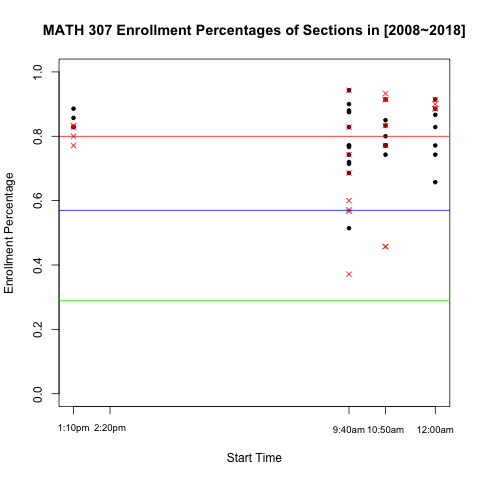 MATH 307 Enrollment Percentages of Sections in [2008~2018]
Enrollment Percentage
1.0
0.8
0.6
0.4
0.2
0.0
1:10pm 2:20pm 9:40am 10:50am 12:00am
Start Time